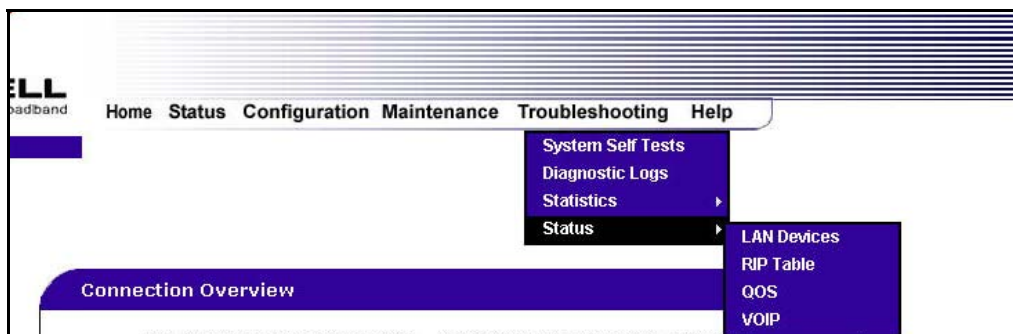 ELL
oadband
Home Status Configuration Maintenance Troubleshooting Help
System Self Tests
Diagnostic Logs
Statistics
Status
LAN Devices
RIP Table
QOS
VOIP
Connection Overview